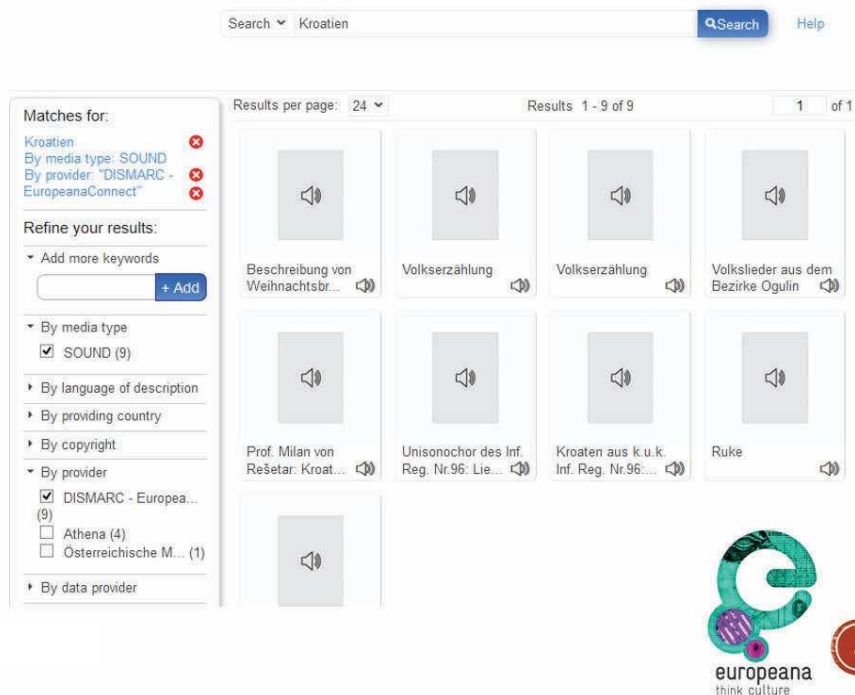 Search Kroatien Search Help
Matches for:
Kroatien
By media type: SOUND
By provider: "DISMARC -
EuropeanaConnect"
Refine your results:
Add more keywords
+ Add
By media type
SOUND (9)
By language of description
By providing country
By copyright
By provider
DISMARC - Europea...
(9)
Athena (4)
Österreichische M... (1)
By data provider
Results per page: 24 Results 1 - 9 of 9 1 of 1
Beschreibung von
Weihnachtsbr...
Volkserzählung
Volkserzählung
Volkslieder aus dem
Bezirke Ogulin
Prof. Milan von
Rešetar: Kroat...
Unisonochor des Inf.
Reg. Nr.96: Lie...
Kroaten aus k.u.k.
Inf. Reg. Nr.96:...
Ruke
europeana
think culture